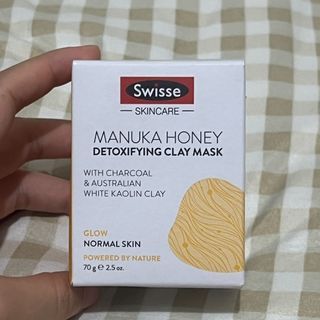 Swisse
SKINCARE
MANUKA HONEY
DETOXIFYING CLAY MASK
WITH CHARCOAL
& AUSTRALIAN
WHITE KAOLIN CLAY
GLOW
NORMAL SKIN
POWERED BY NATURE
70 g ℮ 2.5 oz.